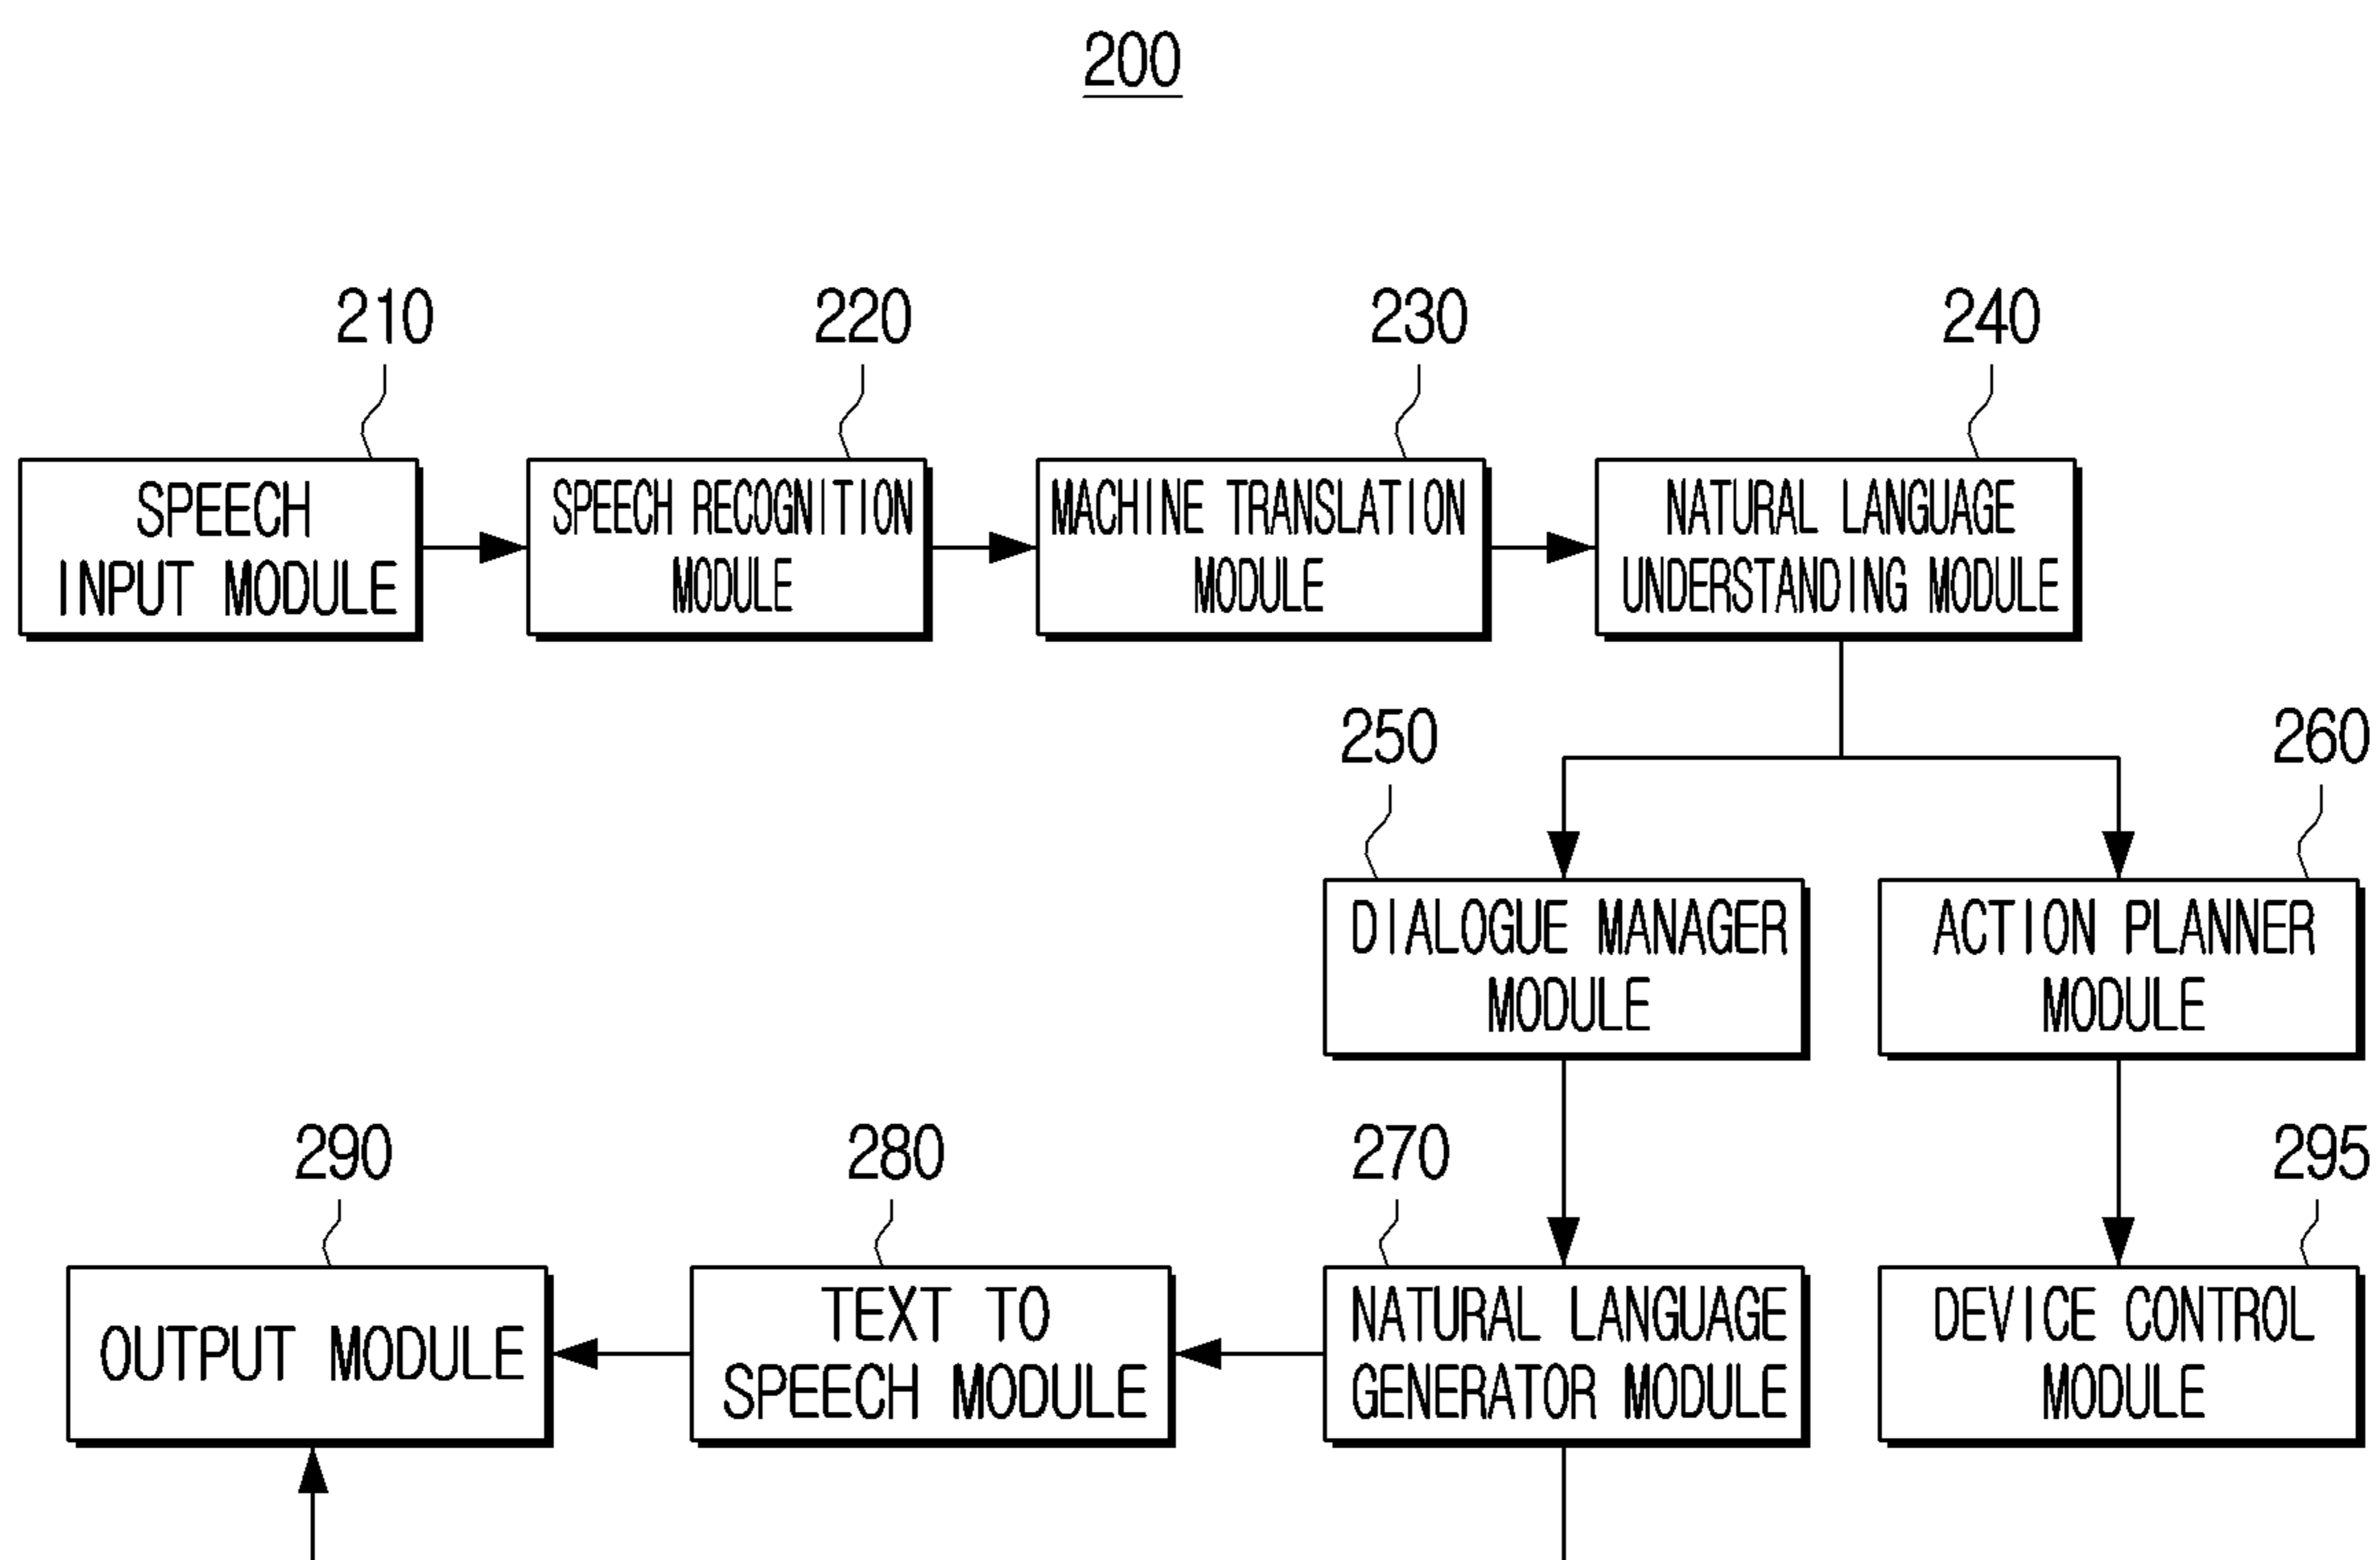 200
210
220
230
240
SPEECH
INPUT MODULE
SPEECH RECOGNITION
MODULE
MACHINE TRANSLATION
MODULE
NATURAL LANGUAGE
UNDERSTANDING MODULE
250
260
DIALOGUE MANAGER
MODULE
ACTION PLANNER
MODULE
290
280
270
295
OUTPUT MODULE
TEXT TO
SPEECH MODULE
NATURAL LANGUAGE
GENERATOR MODULE
DEVICE CONTROL
MODULE